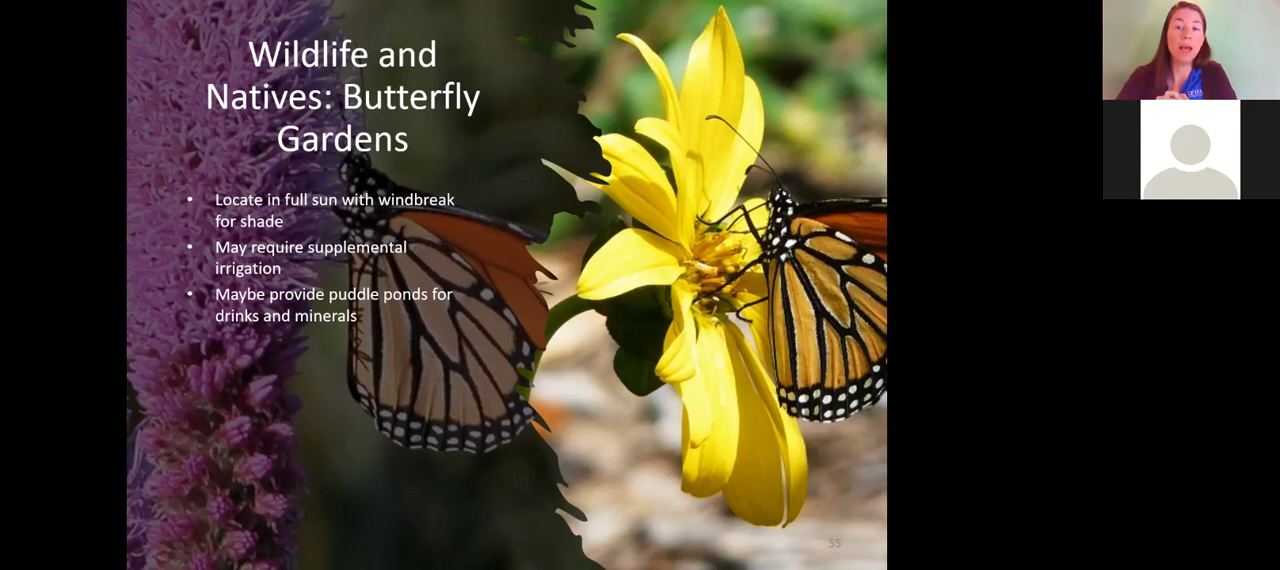 Wildlife and
Natives: Butterfly
Gardens
• Locate in full sun with windbreak
for shade
• May require supplemental
irrigation
• Maybe provide puddle ponds for
drinks and minerals
55